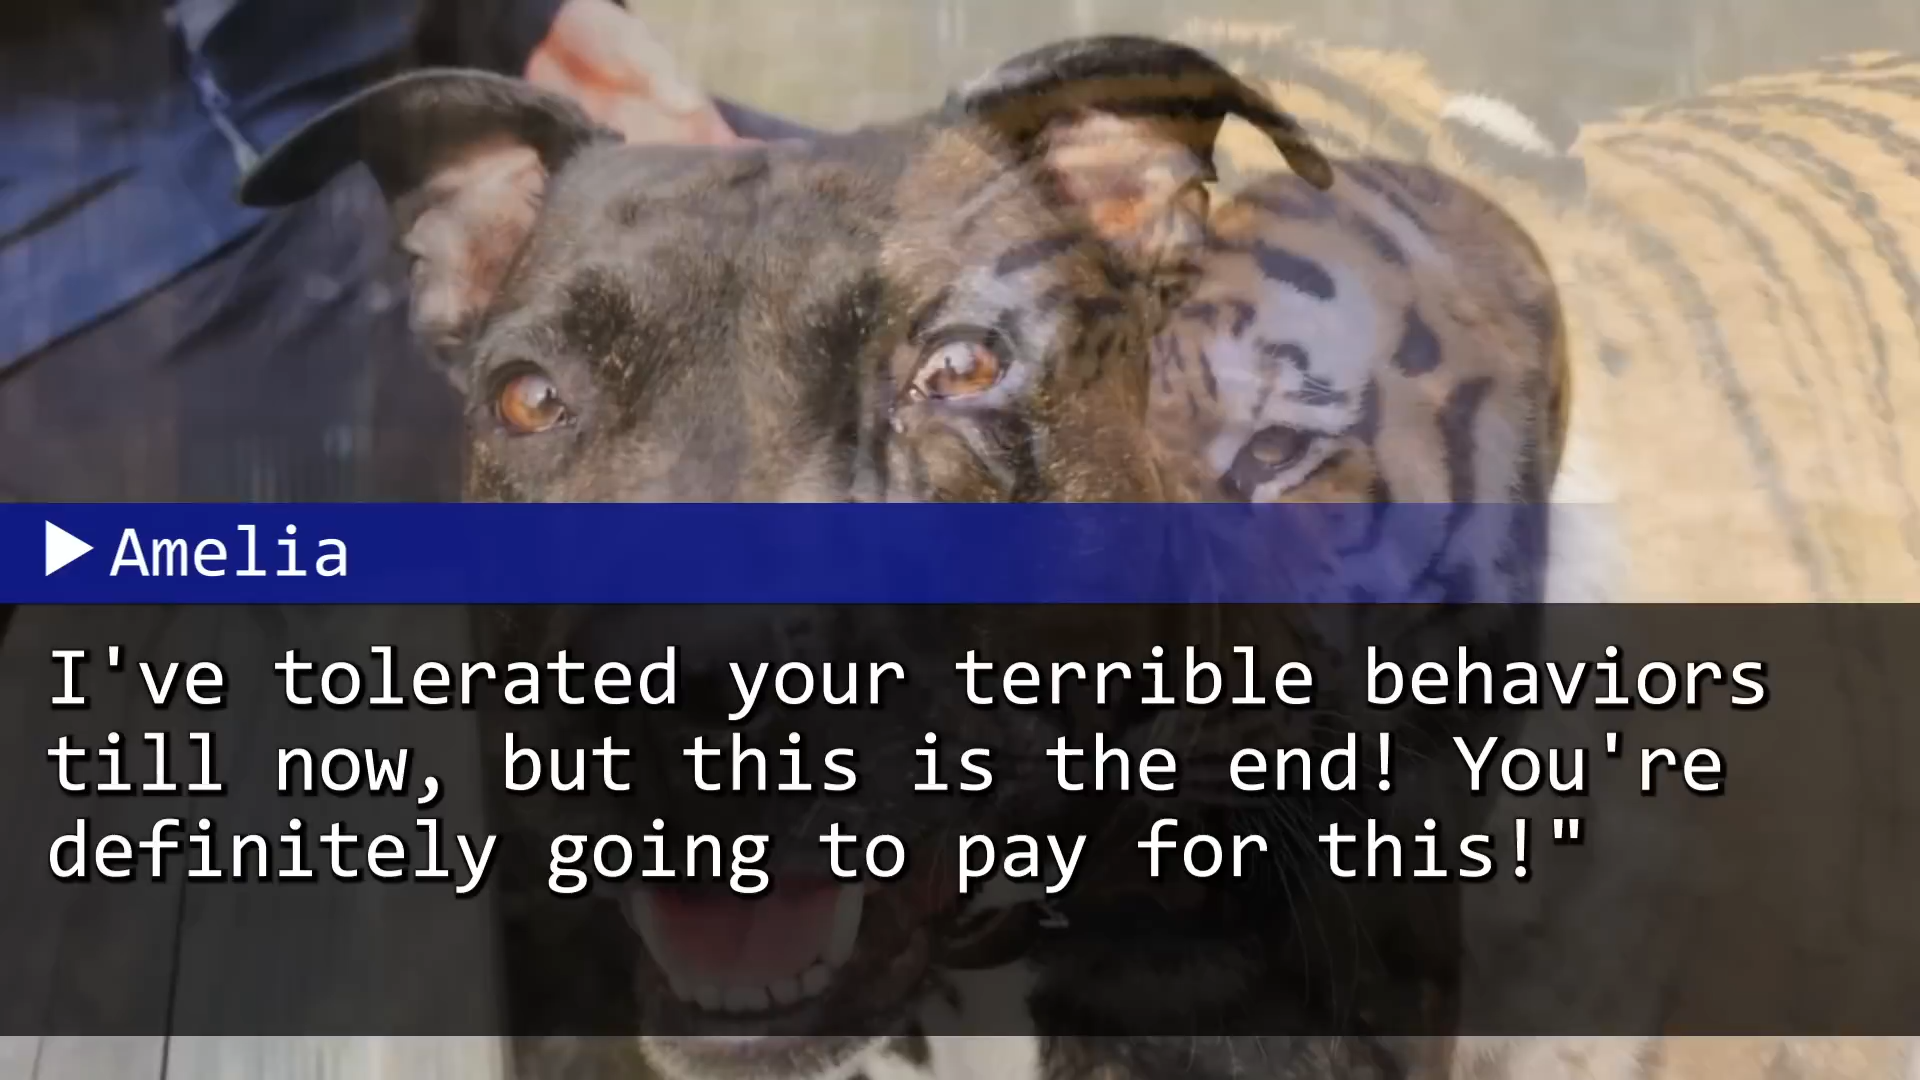 Amelia
I've tolerated your terrible behaviors
till now, but this is the end! You're
definitely going to pay for this!"